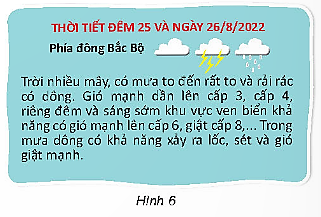 THỜI TIẾT ĐÊM 25 VÀ NGÀY 26/8/2022
Phía đông Bắc Bộ
Trời nhiều mây, có mưa to đến rất to và rải rác
có dông. Gió mạnh dần lên cấp 3, cấp 4,
riêng đêm và sáng sớm khu vực ven biển khả
năng có gió mạnh lên cấp 6, giật cấp 8,... Trong
mưa dông có khả năng xảy ra lốc, sét và gió
giật mạnh.
Hình 6